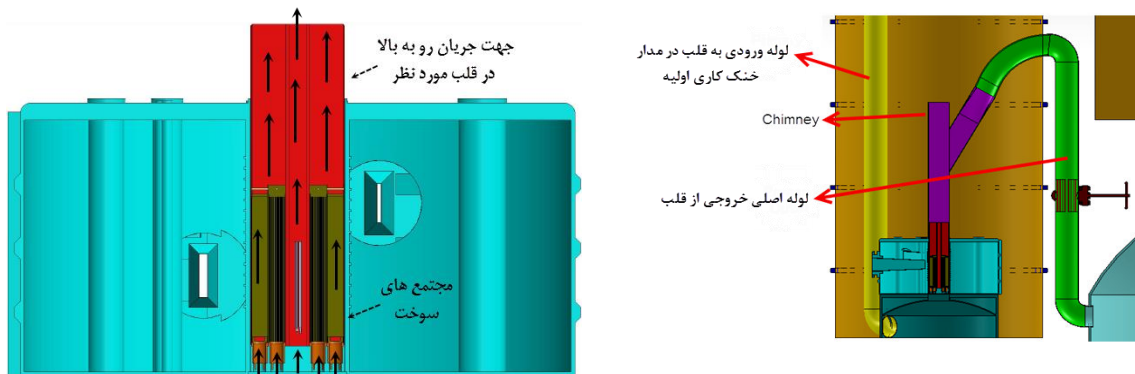 جهت جریان رو به بالا
در قلب مورد نظر
مجتمع های
سوخت
لوله ورودی به قلب در مدار
خنک کاری اولیه
Chimney
لوله اصلی خروجی از قلب